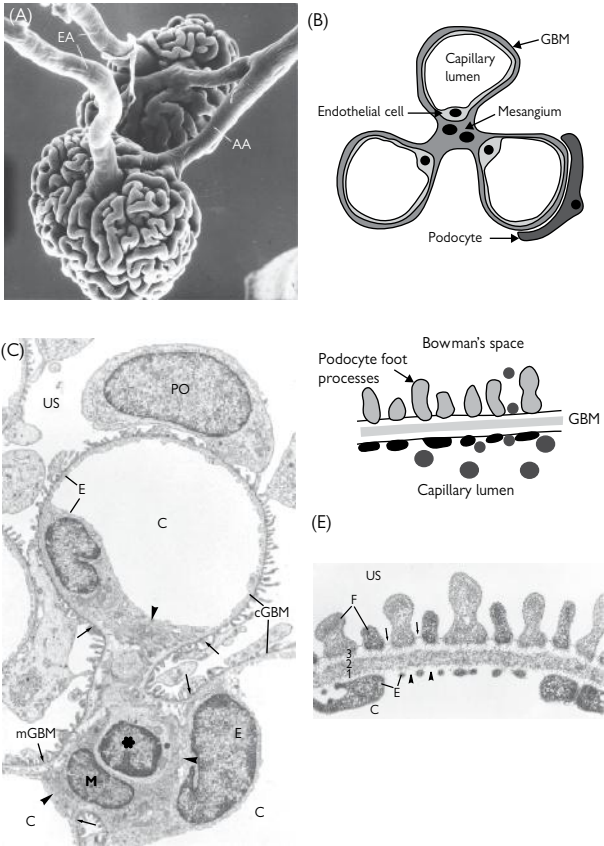 (A)
EA
AA
(B)
GBM
Capillary
lumen
Endothelial cell
Mesangium
Podocyte
(C)
PO
US
E
C
cGBM
mGBM
E
M
C
C
Bowman's space
Podocyte foot
processes
GBM
Capillary lumen
(E)
US
F
3
2
1
E
C